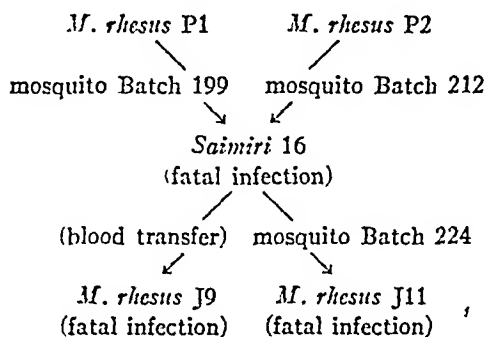 M. rhesus P1 M. rhesus P2
mosquito Batch 199 mosquito Batch 212
Saimiri 16
(fatal infection)
(blood transfer) mosquito Batch 224
M. rhesus J9 M. rhesus J11
(fatal infection) (fatal infection)